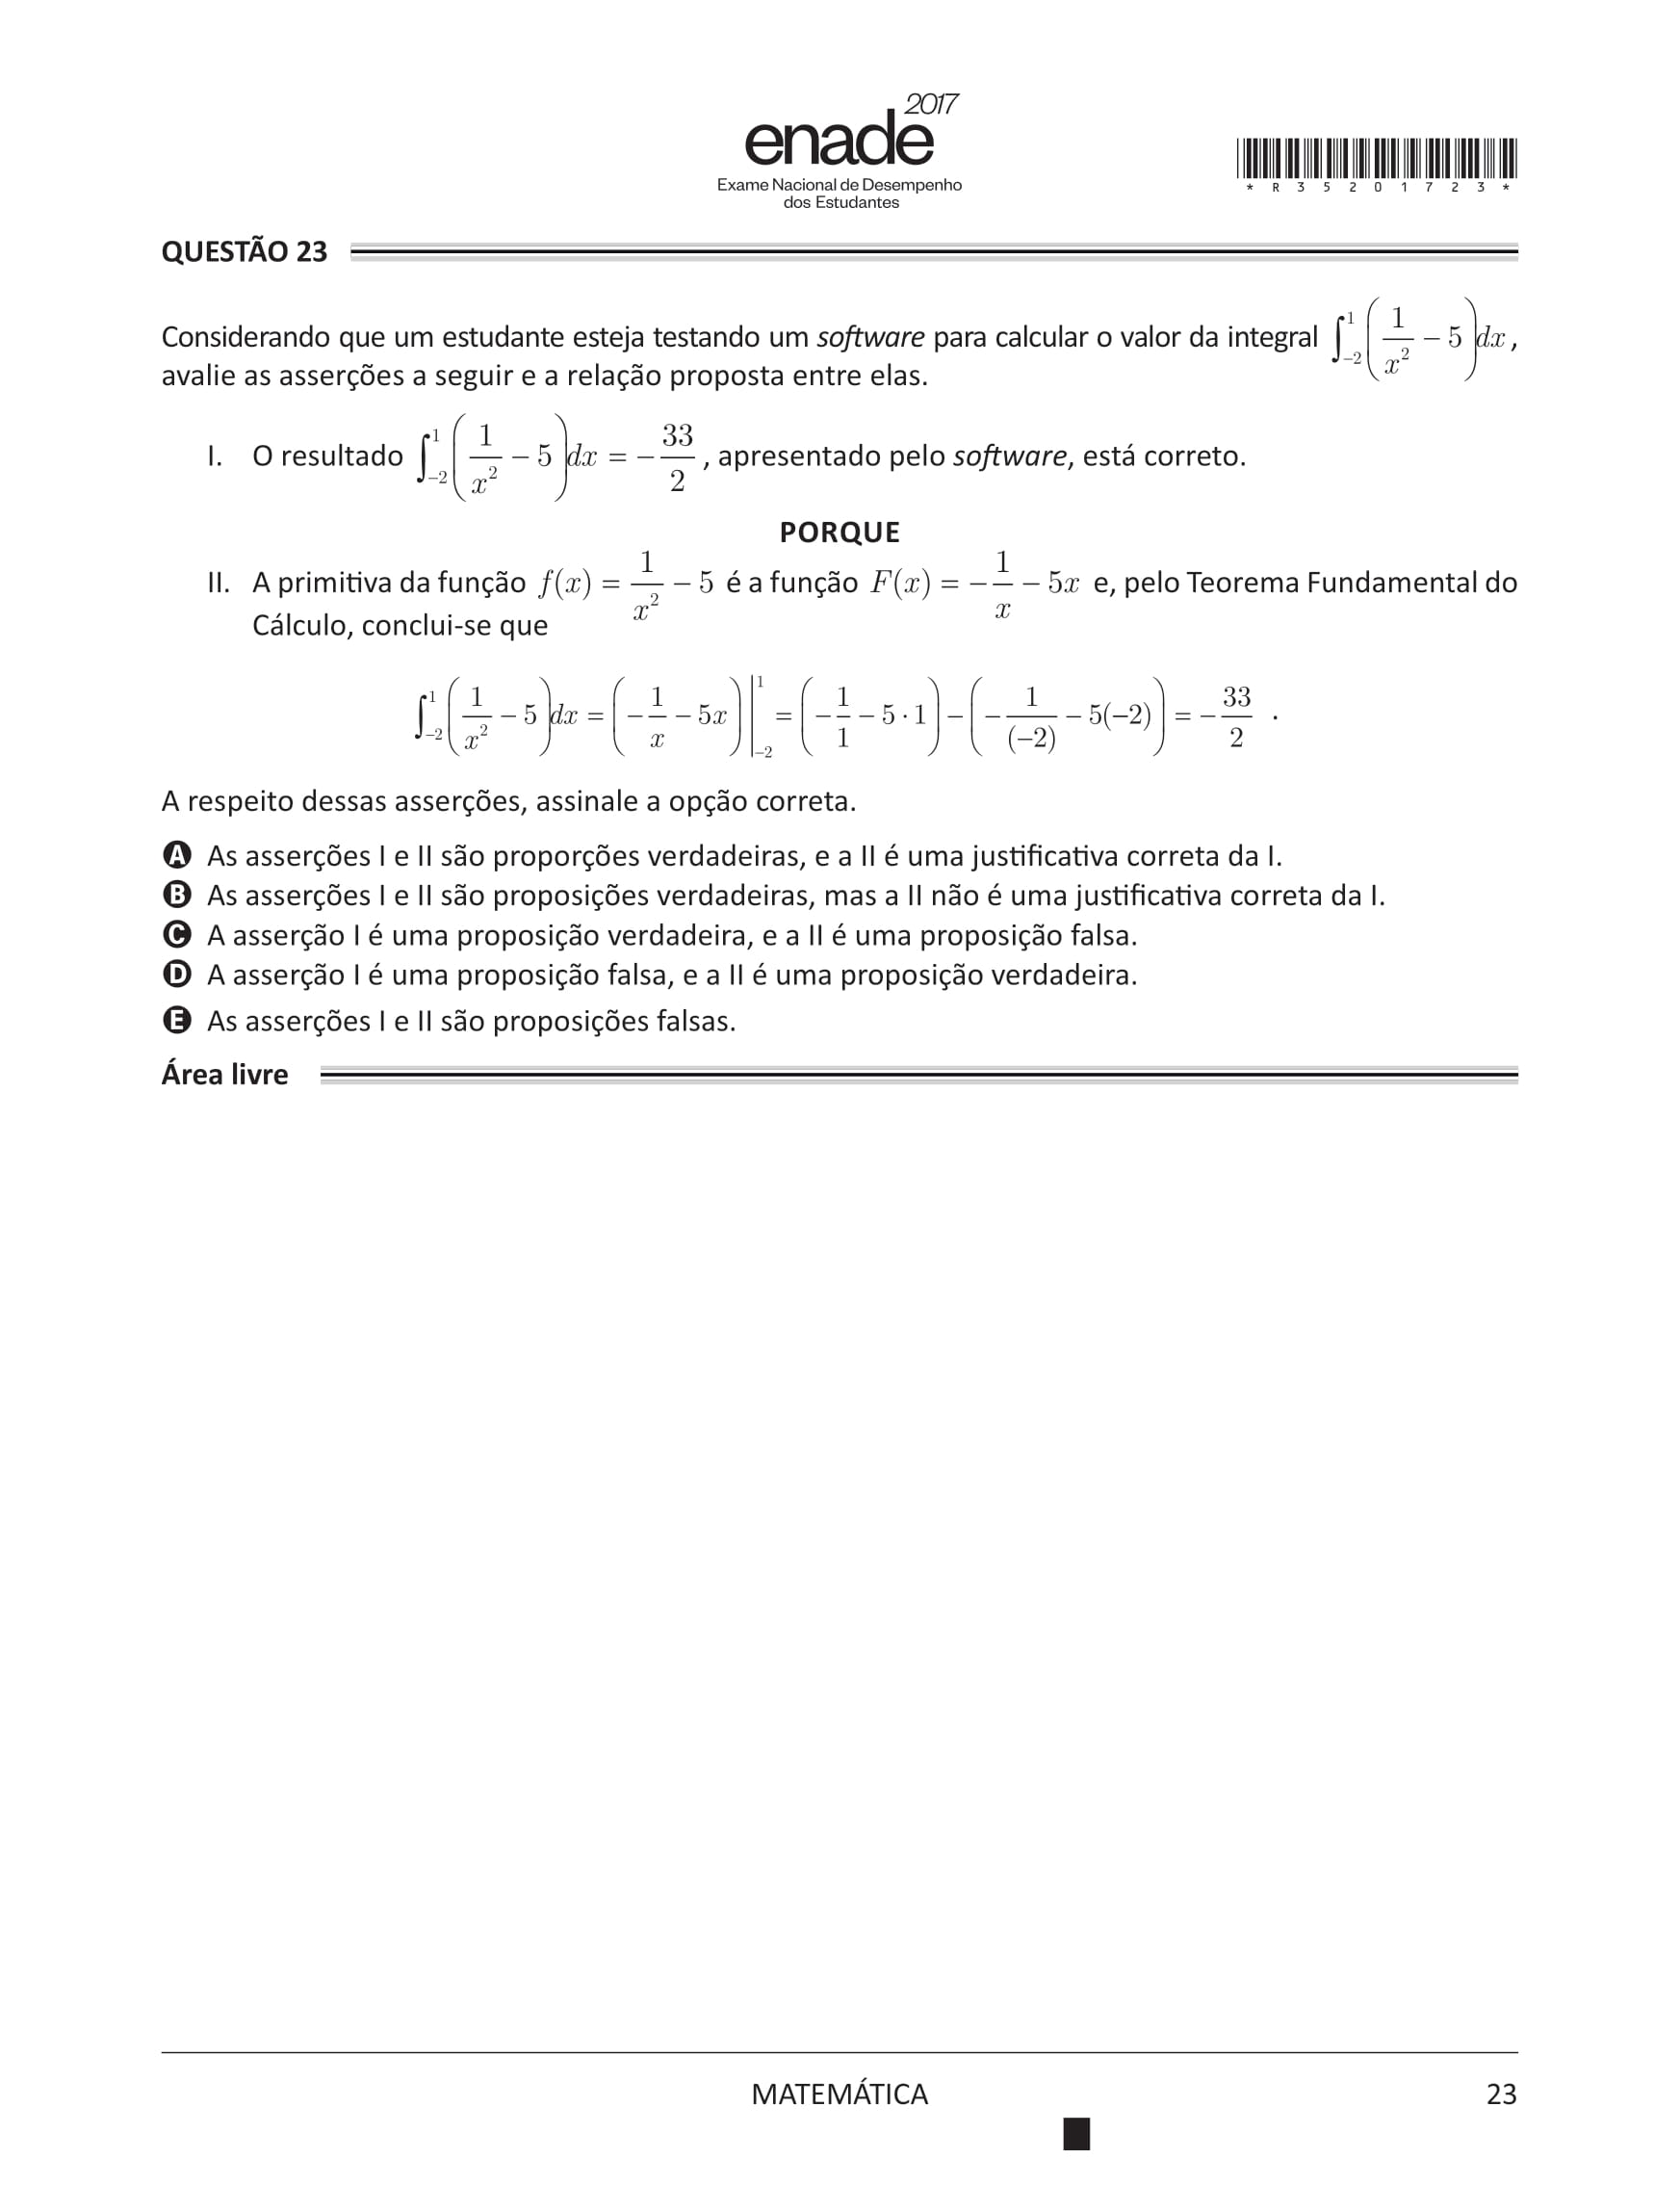 2017
enade
Exame Nacional de Desempenho
dos Estudantes
* R 3 5 2 0 1 7 2 3 *
QUESTÃO 23
Considerando que um estudante esteja testando um software para calcular o valor da integral $\int_{-2}^{1}\left(\frac{1}{x^2}-5\right)dx$,
avalie as asserções a seguir e a relação proposta entre elas.
I. O resultado $\int_{-2}^{1}\left(\frac{1}{x^2}-5\right)dx=-\frac{33}{2}$, apresentado pelo software, está correto.
PORQUE
II. A primitiva da função $f(x)=\frac{1}{x^2}-5$ é a função $F(x)=-\frac{1}{x}-5x$ e, pelo Teorema Fundamental do
Cálculo, conclui-se que
$\int_{-2}^{1}\left(\frac{1}{x^2}-5\right)dx=\left(-\frac{1}{x}-5x\right)\Big|_{-2}^{1}=\left(-\frac{1}{1}-5\cdot 1\right)-\left(-\frac{1}{(-2)}-5(-2)\right)=-\frac{33}{2}$ .
A respeito dessas asserções, assinale a opção correta.
A As asserções I e II são proporções verdadeiras, e a II é uma justificativa correta da I.
B As asserções I e II são proposições verdadeiras, mas a II não é uma justificativa correta da I.
C A asserção I é uma proposição verdadeira, e a II é uma proposição falsa.
D A asserção I é uma proposição falsa, e a II é uma proposição verdadeira.
E As asserções I e II são proposições falsas.
Área livre
MATEMÁTICA
23